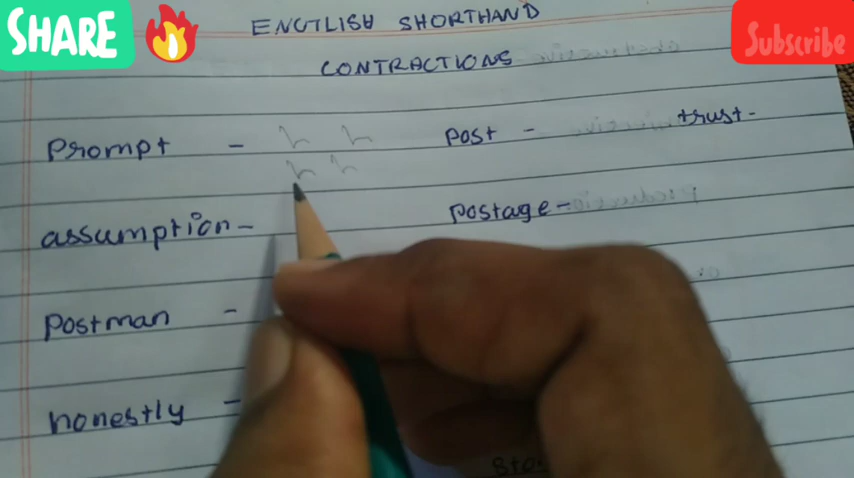 SHARE
Subscribe
ENGLISH SHORTHAND
CONTRACTIONS
Prompt - Post - trust -
assumption - Postage -
Postman -
honestly -